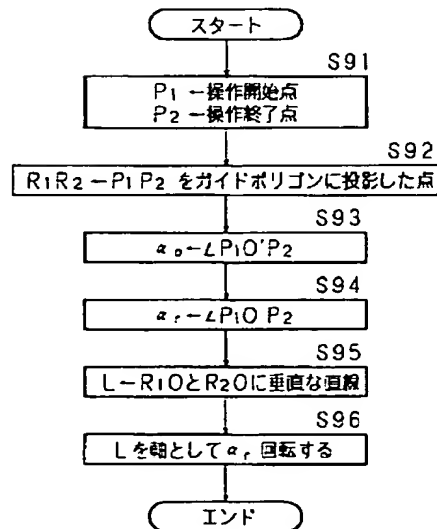 スタート
S91
P1 ←操作開始点
P2 ←操作終了点
S92
R1R2←P1P2 をガイドポリゴンに投影した点
S93
α0←∠P1O'P2
S94
αr←∠P1O P2
S95
L←R1OとR2Oに垂直な直線
S96
Lを軸としてαr 回転する
エンド